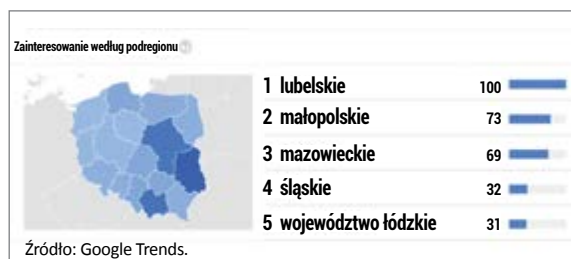 Zainteresowanie według podregionu
1 lubelskie 100
2 małopolskie 73
3 mazowieckie 69
4 śląskie 32
5 województwo łódzkie 31
Źródło: Google Trends.